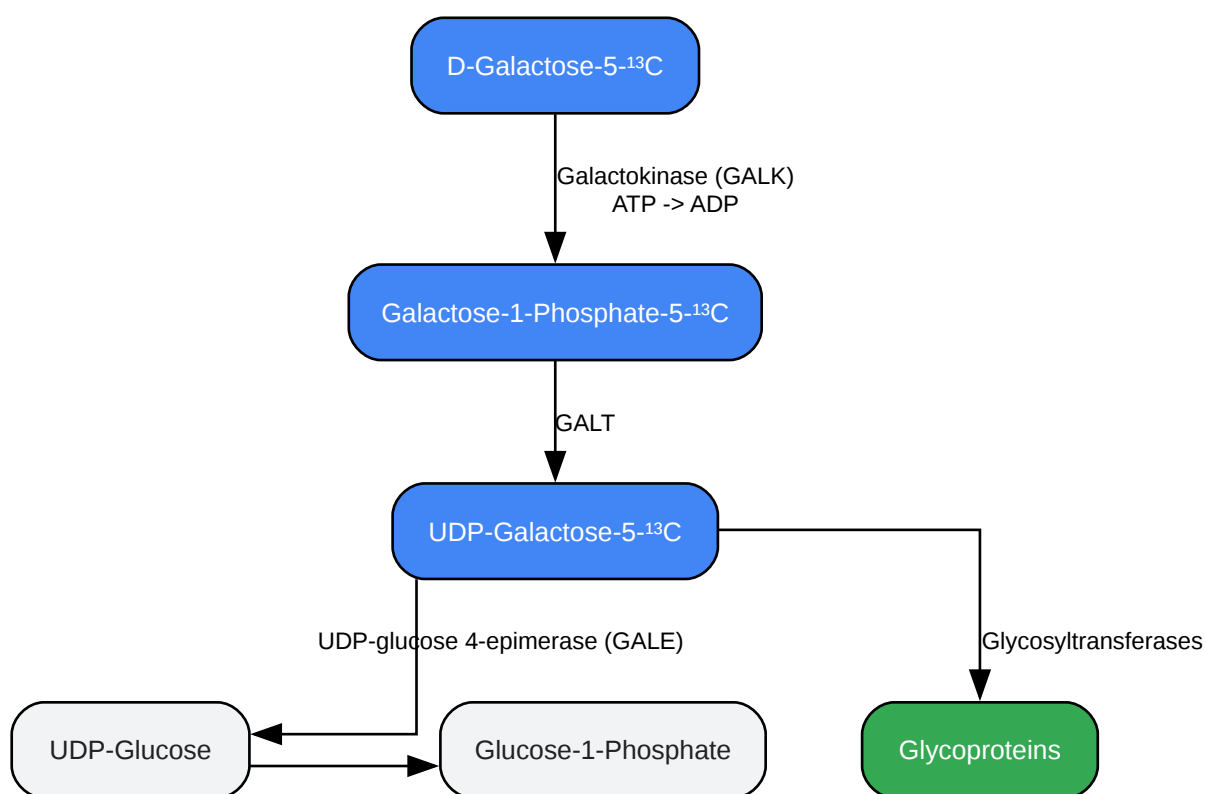 D-Galactose-5-¹³C
Galactokinase (GALK)
ATP -> ADP
Galactose-1-Phosphate-5-¹³C
GALT
UDP-Galactose-5-¹³C
UDP-glucose 4-epimerase (GALE)
Glycosyltransferases
UDP-Glucose
Glucose-1-Phosphate
Glycoproteins